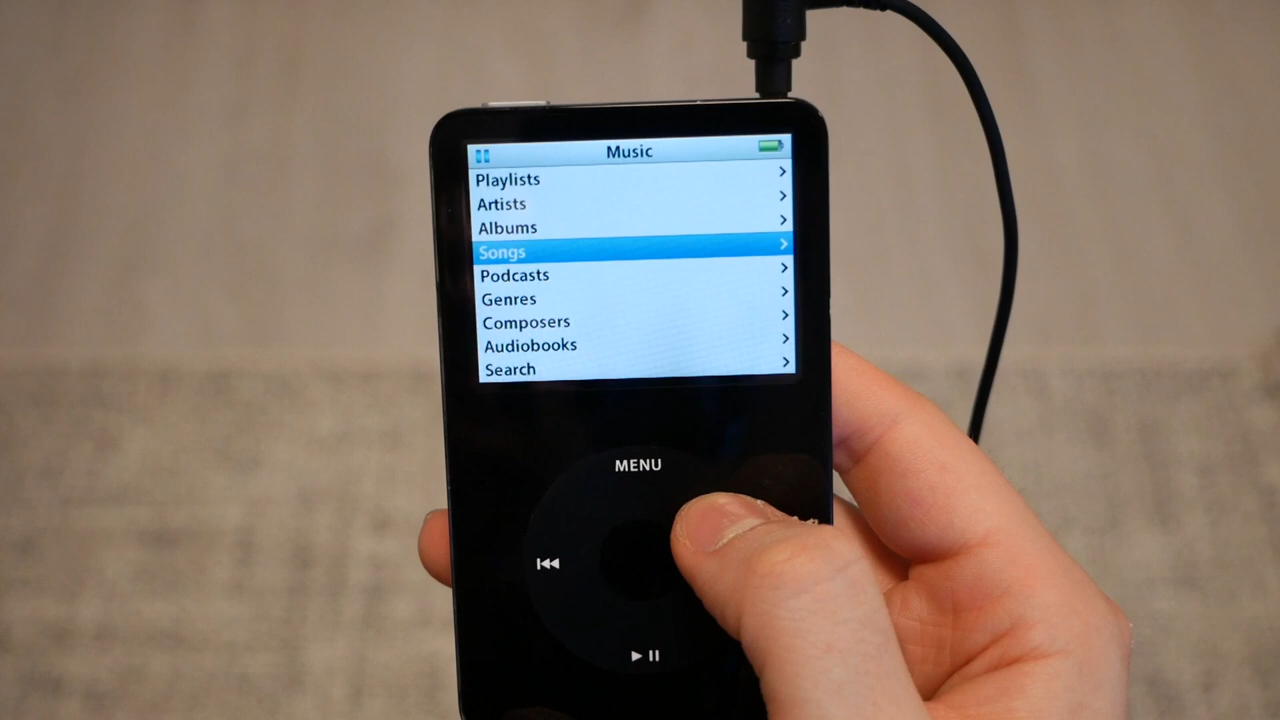 Music
Playlists
Artists
Albums
Songs
Podcasts
Genres
Composers
Audiobooks
Search
MENU